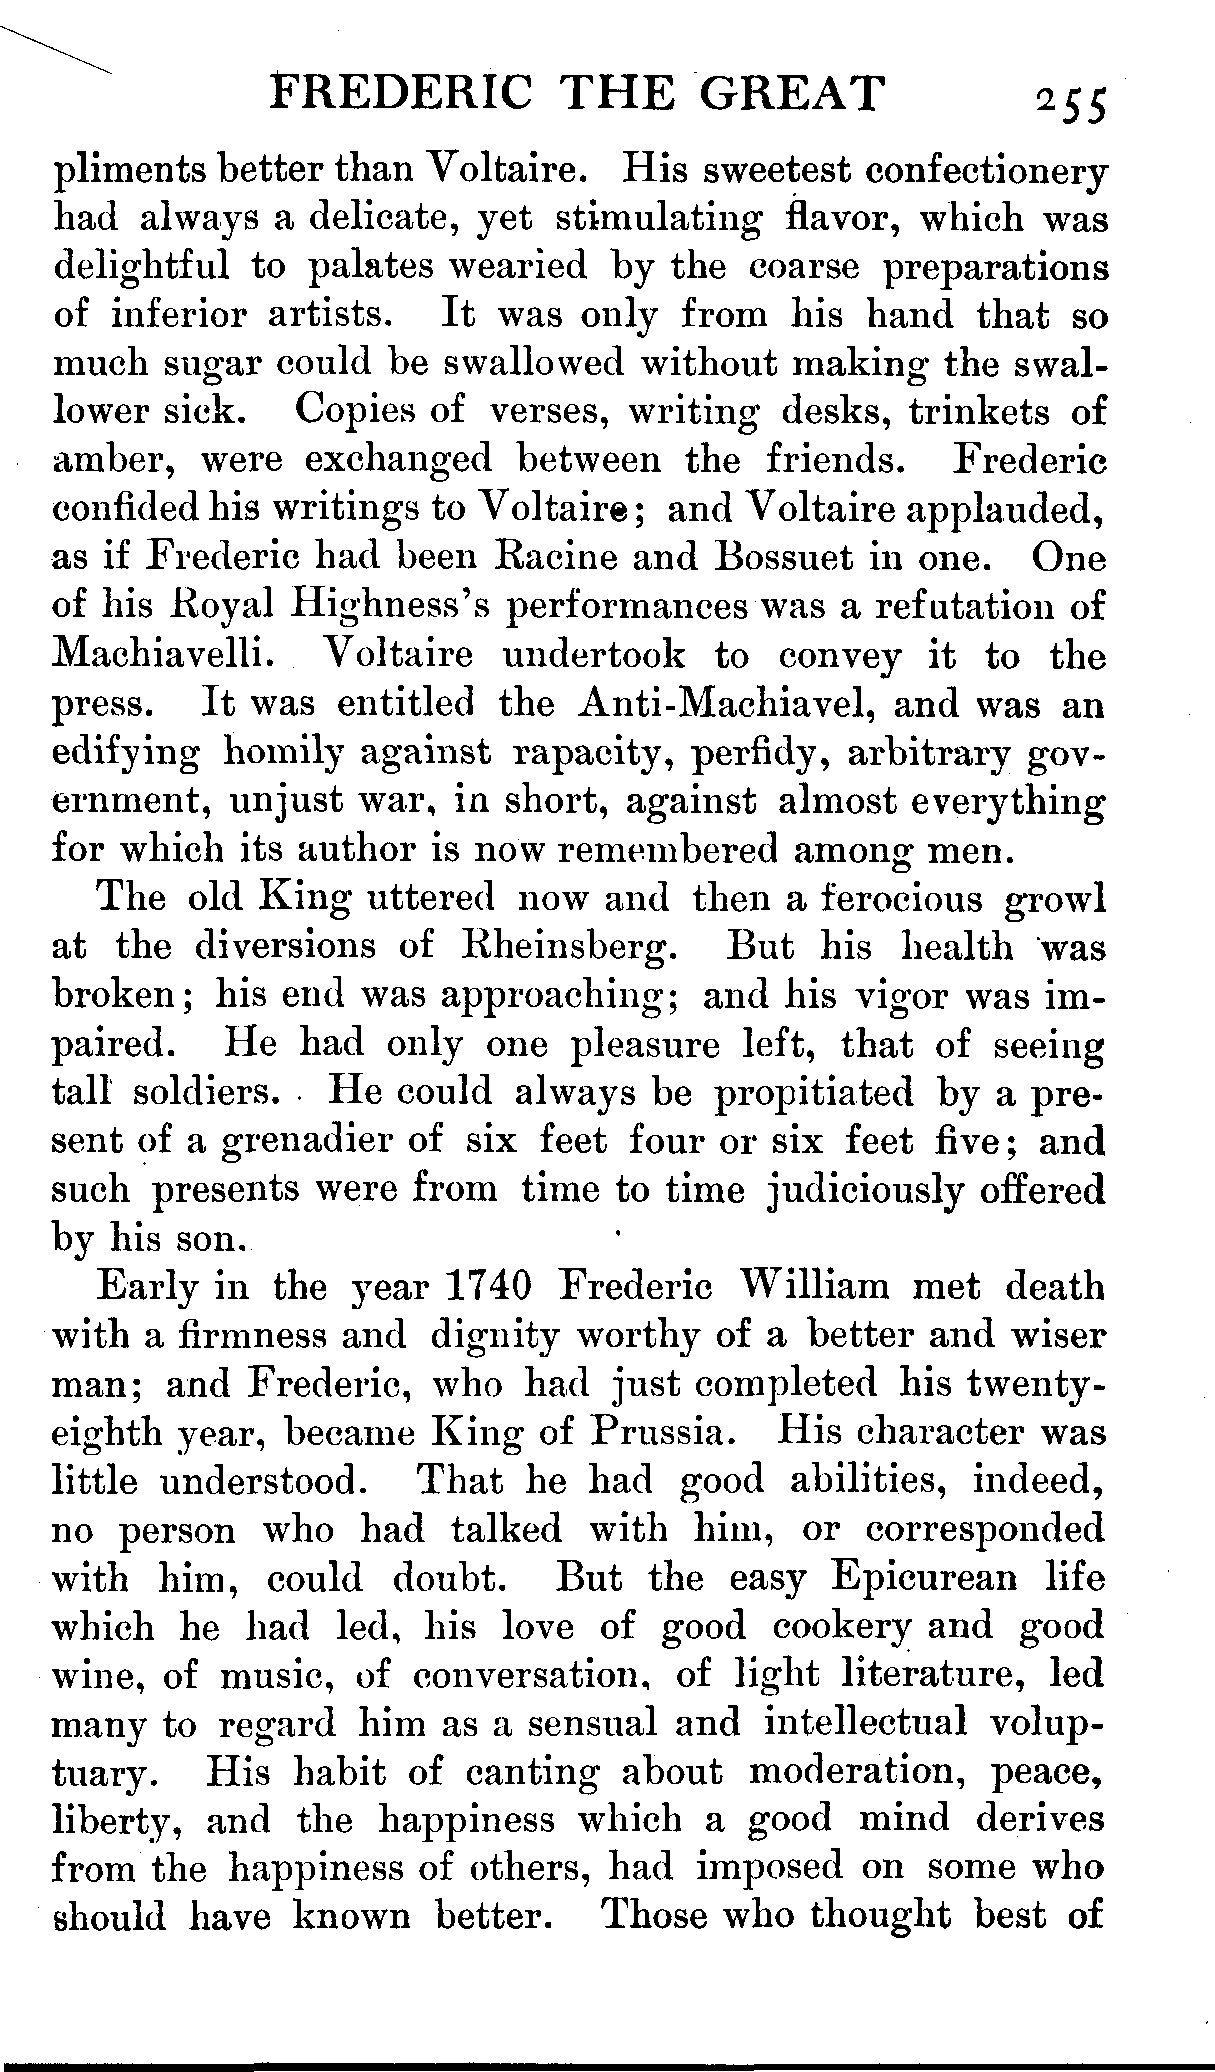 FREDERIC THE GREAT 255
pliments better than Voltaire. His sweetest confectionery
had always a delicate, yet stimulating flavor, which was
delightful to palates wearied by the coarse preparations
of inferior artists. It was only from his hand that so
much sugar could be swallowed without making the swal-
lower sick. Copies of verses, writing desks, trinkets of
amber, were exchanged between the friends. Frederic
confided his writings to Voltaire; and Voltaire applauded,
as if Frederic had been Racine and Bossuet in one. One
of his Royal Highness's performances was a refutation of
Machiavelli. Voltaire undertook to convey it to the
press. It was entitled the Anti-Machiavel, and was an
edifying homily against rapacity, perfidy, arbitrary gov-
ernment, unjust war, in short, against almost everything
for which its author is now remembered among men.
The old King uttered now and then a ferocious growl
at the diversions of Rheinsberg. But his health was
broken; his end was approaching; and his vigor was im-
paired. He had only one pleasure left, that of seeing
tall soldiers. He could always be propitiated by a pre-
sent of a grenadier of six feet four or six feet five; and
such presents were from time to time judiciously offered
by his son.
Early in the year 1740 Frederic William met death
with a firmness and dignity worthy of a better and wiser
man; and Frederic, who had just completed his twenty-
eighth year, became King of Prussia. His character was
little understood. That he had good abilities, indeed,
no person who had talked with him, or corresponded
with him, could doubt. But the easy Epicurean life
which he had led, his love of good cookery and good
wine, of music, of conversation, of light literature, led
many to regard him as a sensual and intellectual volup-
tuary. His habit of canting about moderation, peace,
liberty, and the happiness which a good mind derives
from the happiness of others, had imposed on some who
should have known better. Those who thought best of